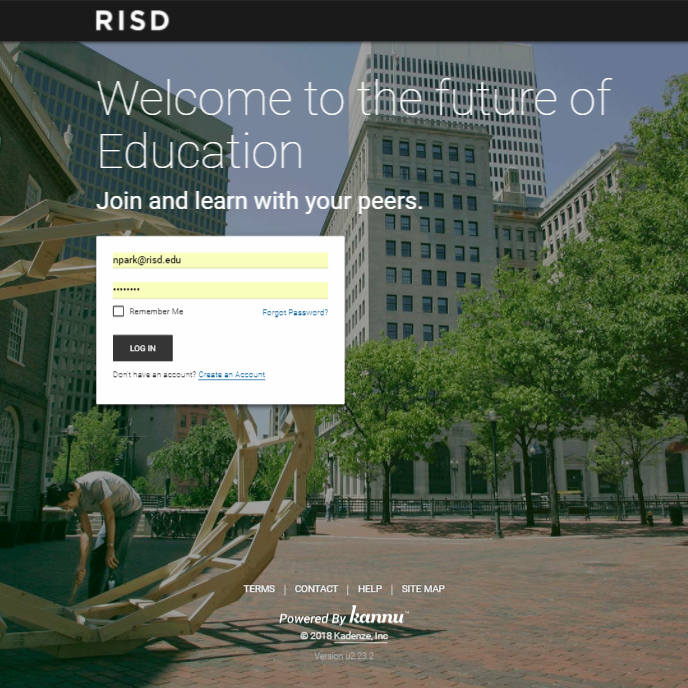 RISD
Welcome to the future of
Education
Join and learn with your peers.
npark@risd.edu
••••••••
Remember Me
Forgot Password?
LOG IN
Don't have an account? Create an Account
TERMS | CONTACT | HELP | SITE MAP
Powered By kannu™
© 2018 Kadenze, Inc
Version u2.23.2